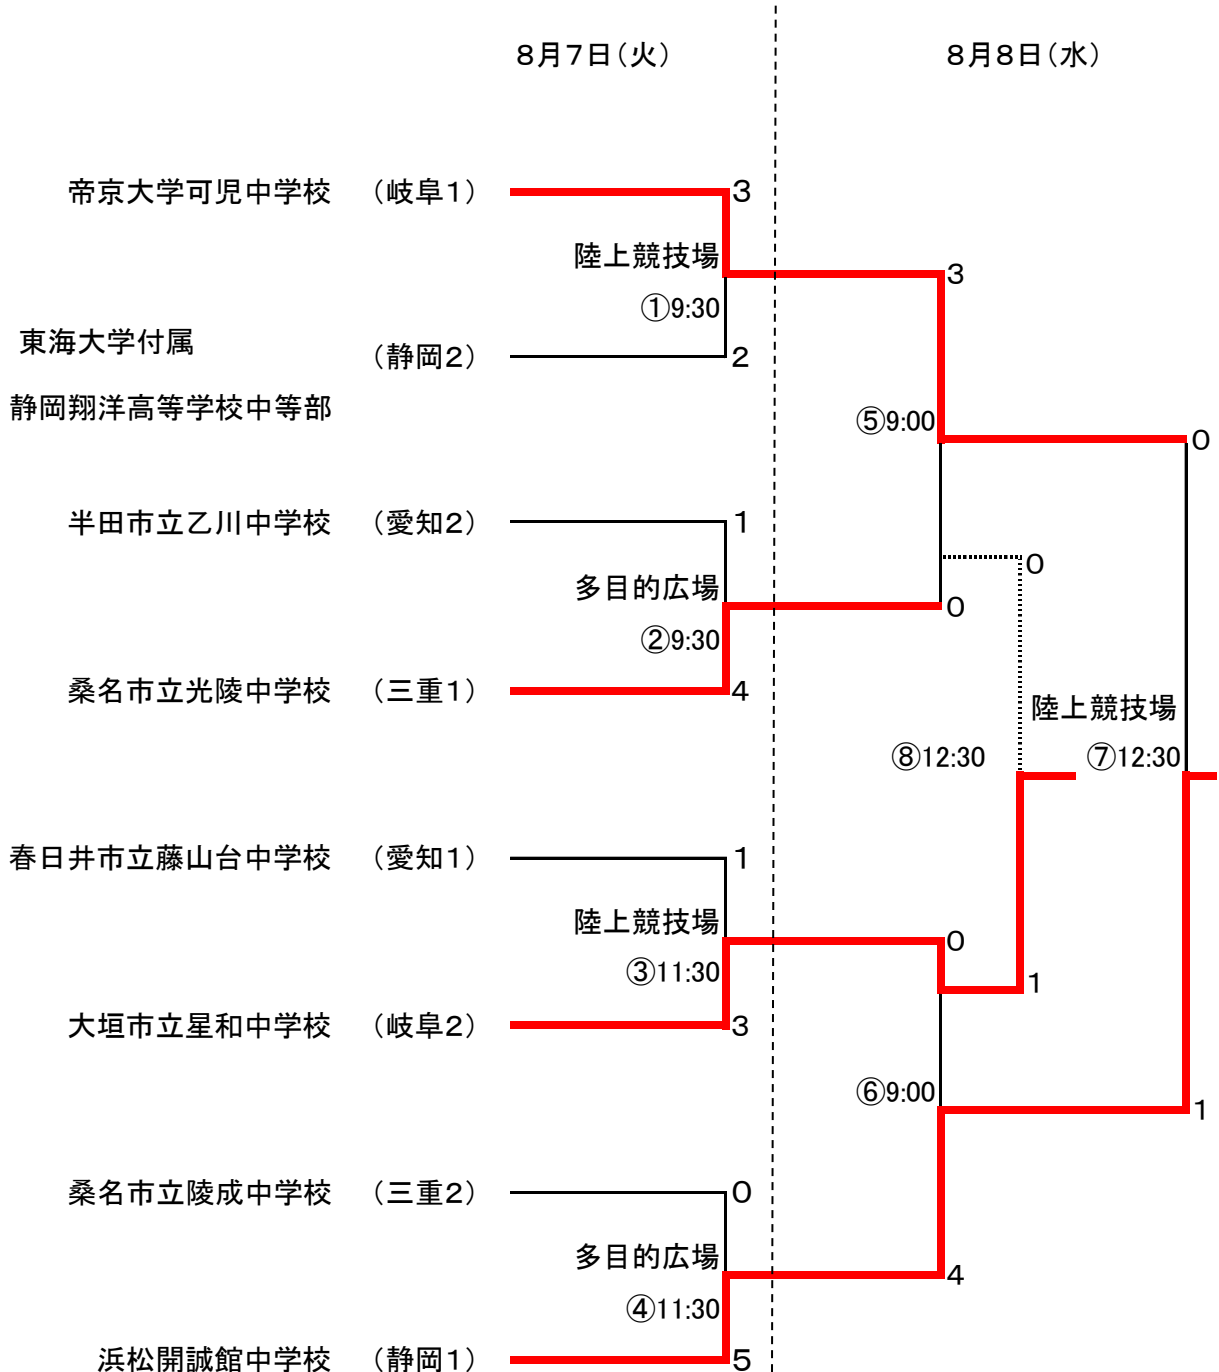 8月7日（火） 8月8日（水）
帝京大学可児中学校 （岐阜1） 3
陸上競技場 3
①9:30
東海大学付属 （静岡2） 2
静岡翔洋高等学校中等部 ⑤9:00 0
半田市立乙川中学校 （愛知2） 1
0
多目的広場 0
②9:30
桑名市立光陵中学校 （三重1） 4
陸上競技場
⑧12:30 ⑦12:30
春日井市立藤山台中学校 （愛知1） 1
陸上競技場 0
③11:30 1
大垣市立星和中学校 （岐阜2） 3
⑥9:00 1
桑名市立陵成中学校 （三重2） 0
多目的広場 4
④11:30
浜松開誠館中学校 （静岡1） 5